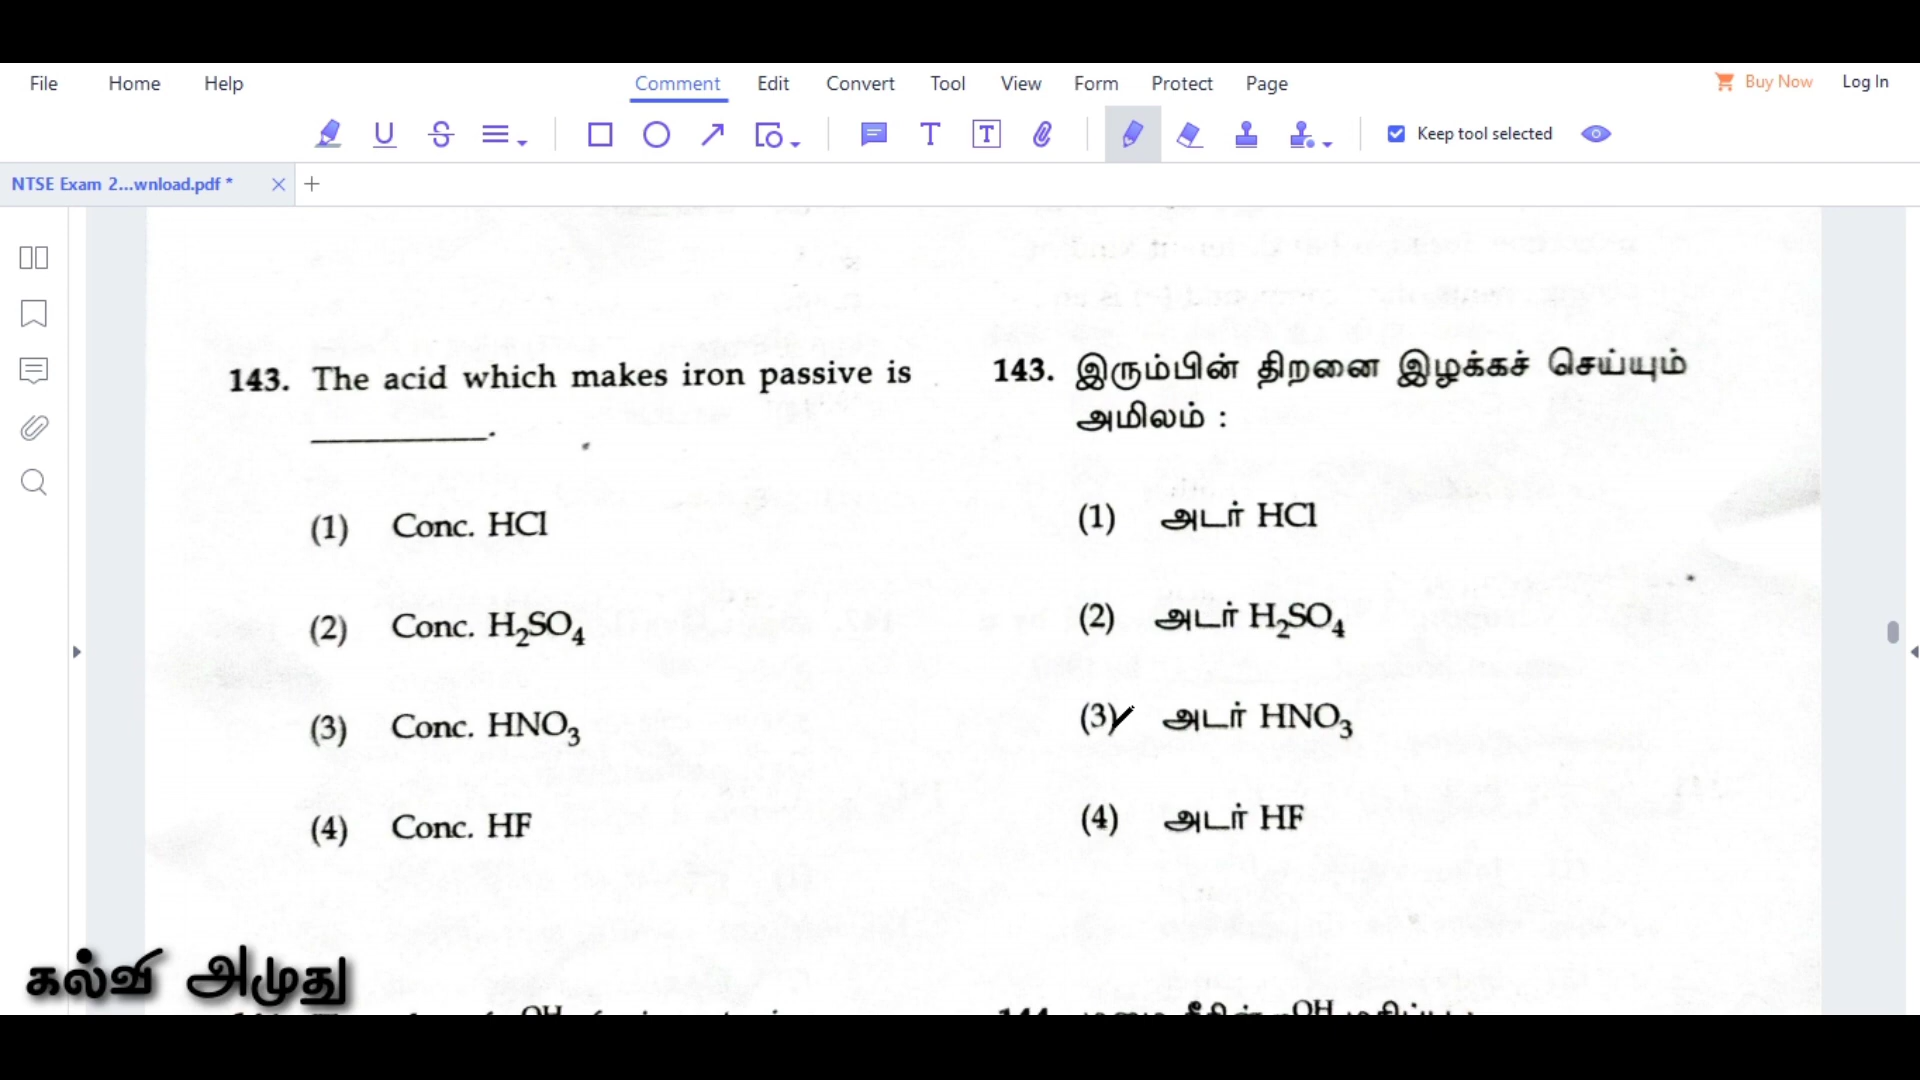 File Home Help Comment Edit Convert Tool View Form Protect Page Buy Now Log In
Keep tool selected
NTSE Exam 2...wnload.pdf *
143. The acid which makes iron passive is
(1) Conc. HCl
(2) Conc. H₂SO₄
(3) Conc. HNO₃
(4) Conc. HF
143. இரும்பின் திறனை இழக்கச் செய்யும்
அமிலம் :
(1) அடர் HCl
(2) அடர் H₂SO₄
(3) அடர் HNO₃
(4) அடர் HF
கல்வி அமுது